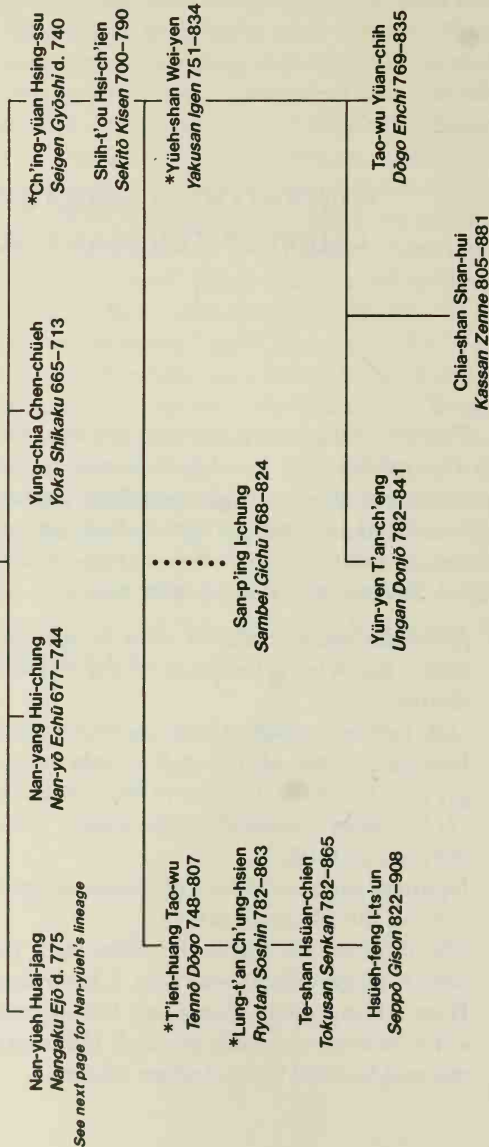 Nan-yüeh Huai-jang
Nangaku Ejō d. 775
See next page for Nan-yüeh's lineage
Nan-yang Hui-chung
Nan-yō Echū 677–744
Yung-chia Chen-chüeh
Yoka Shikaku 665–713
*Ch'ing-yüan Hsing-ssu
Seigen Gyōshi d. 740
Shih-t'ou Hsi-ch'ien
Sekitō Kisen 700–790
*T'ien-huang Tao-wu
Tennō Dōgo 748–807
San-p'ing I-chung
Sambei Gichū 768–824
*Yüeh-shan Wei-yen
Yakusan Igen 751–834
*Lung-t'an Ch'ung-hsien
Ryotan Soshin 782–863
Te-shan Hsüan-chien
Tokusan Senkan 782–865
Hsüeh-feng I-ts'un
Seppō Gison 822–908
Yün-yen T'an-ch'eng
Ungan Donjō 782–841
Tao-wu Yüan-chih
Dōgo Enchi 769–835
Chia-shan Shan-hui
Kassan Zenne 805–881